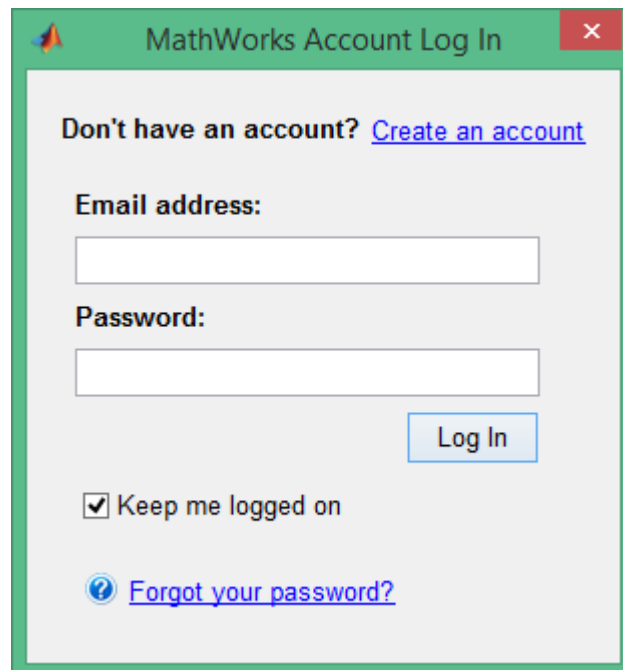 MathWorks Account Log In
Don't have an account? Create an account
Email address:
Password:
Log In
Keep me logged on
Forgot your password?